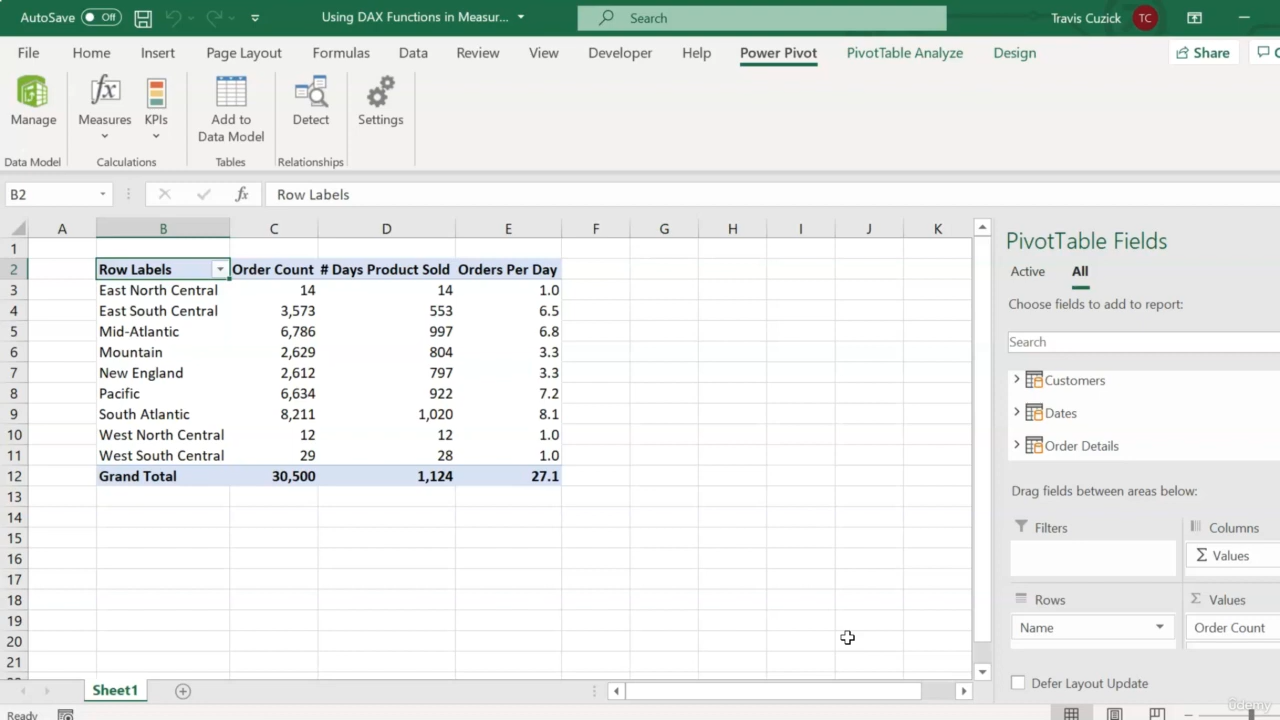 AutoSave Off Using DAX Functions in Measur... Search Travis Cuzick TC
File Home Insert Page Layout Formulas Data Review View Developer Help Power Pivot PivotTable Analyze Design Share
Manage Measures KPIs Add to Data Model Detect Settings
Data Model Calculations Tables Relationships
B2 fx Row Labels
A B C D E F G H I J K
1
2 Row Labels Order Count # Days Product Sold Orders Per Day
3 East North Central 14 14 1.0
4 East South Central 3,573 553 6.5
5 Mid-Atlantic 6,786 997 6.8
6 Mountain 2,629 804 3.3
7 New England 2,612 797 3.3
8 Pacific 6,634 922 7.2
9 South Atlantic 8,211 1,020 8.1
10 West North Central 12 12 1.0
11 West South Central 29 28 1.0
12 Grand Total 30,500 1,124 27.1
13
14
15
16
17
18
19
20
21
PivotTable Fields
Active All
Choose fields to add to report:
Search
Customers
Dates
Order Details
Drag fields between areas below:
Filters Columns
Σ Values
Rows Σ Values
Name Order Count
Defer Layout Update
Sheet1
Ready
ûdemy